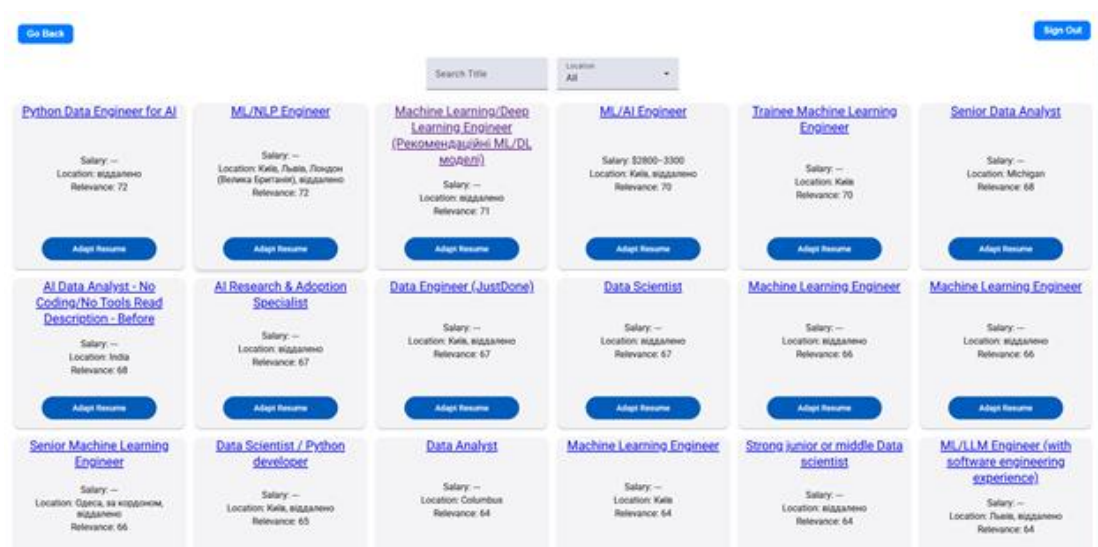 Go Back
Sign Out
Search Title
Location
All
Python Data Engineer for AI
Salary: --
Location: віддалено
Relevance: 72
Adapt Resume
ML/NLP Engineer
Salary: --
Location: Київ, Львів, Лондон
(Велика Британія), віддалено
Relevance: 72
Adapt Resume
Machine Learning/Deep
Learning Engineer
(Рекомендаційні ML/DL
моделі)
Salary: --
Location: віддалено
Relevance: 71
Adapt Resume
ML/AI Engineer
Salary: $2800-3300
Location: Київ, віддалено
Relevance: 70
Adapt Resume
Trainee Machine Learning
Engineer
Salary: --
Location: Київ
Relevance: 70
Adapt Resume
Senior Data Analyst
Salary: --
Location: Michigan
Relevance: 68
Adapt Resume
AI Data Analyst - No
Coding/No Tools Read
Description - Before
Salary: --
Location: India
Relevance: 68
Adapt Resume
AI Research & Adoption
Specialist
Salary: --
Location: віддалено
Relevance: 67
Adapt Resume
Data Engineer (JustDone)
Salary: --
Location: Київ, віддалено
Relevance: 67
Adapt Resume
Data Scientist
Salary: --
Location: віддалено
Relevance: 67
Adapt Resume
Machine Learning Engineer
Salary: --
Location: віддалено
Relevance: 66
Adapt Resume
Machine Learning Engineer
Salary: --
Location: віддалено
Relevance: 66
Adapt Resume
Senior Machine Learning
Engineer
Salary: --
Location: Одеса, за кордоном,
віддалено
Relevance: 66
Data Scientist / Python
developer
Salary: --
Location: Київ, віддалено
Relevance: 65
Data Analyst
Salary: --
Location: Columbus
Relevance: 64
Machine Learning Engineer
Salary: --
Location: Київ
Relevance: 64
Strong junior or middle Data
scientist
Salary: --
Location: віддалено
Relevance: 64
ML/LLM Engineer (with
software engineering
experience)
Salary: --
Location: Львів, віддалено
Relevance: 64